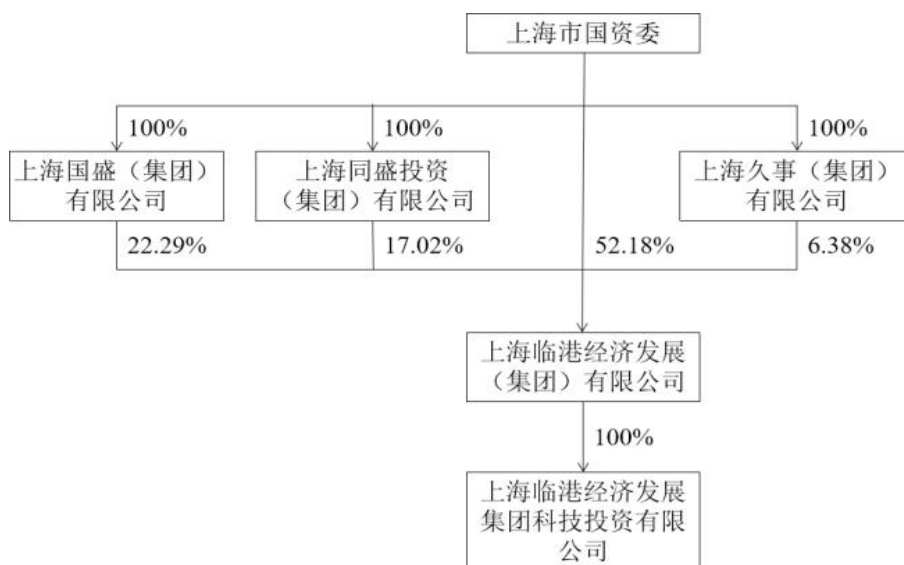 上海市国资委
100%
100%
100%
上海国盛（集团）
有限公司
上海同盛投资
（集团）有限公司
上海久事（集团）
有限公司
22.29%
17.02%
52.18%
6.38%
上海临港经济发展
（集团）有限公司
100%
上海临港经济发展
集团科技投资有限
公司